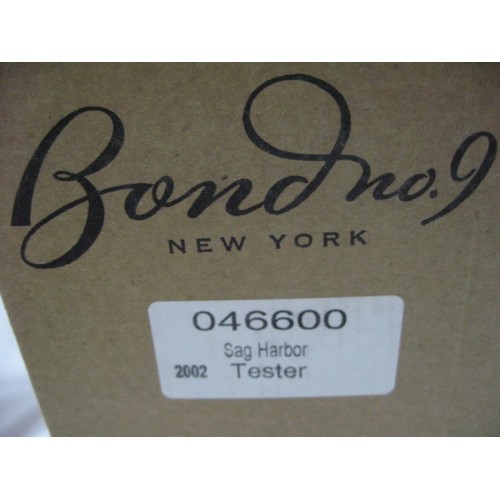 Bond no. 9
NEW YORK
046600
Sag Harbor
2002 Tester